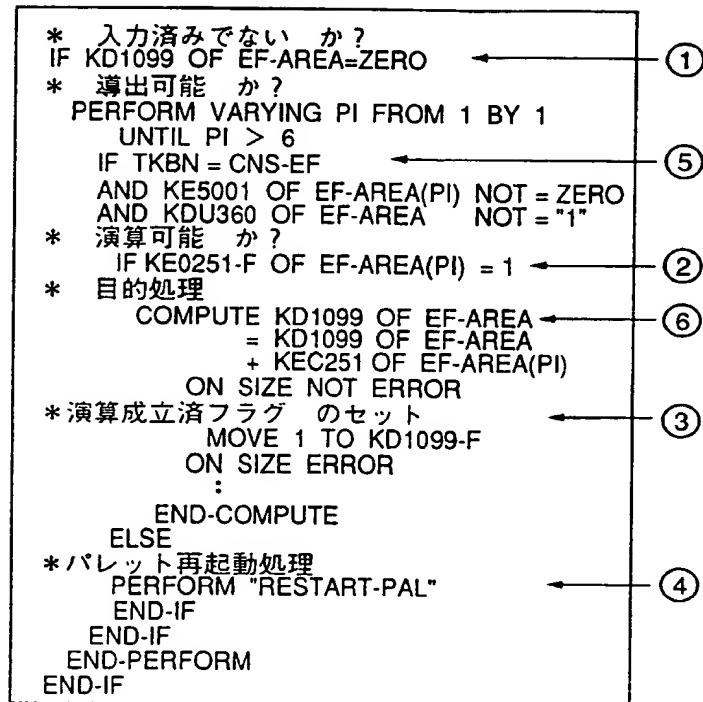 * 入力済みでない か?
IF KD1099 OF EF-AREA=ZERO ①
* 導出可能 か?
PERFORM VARYING PI FROM 1 BY 1
UNTIL PI > 6
IF TKBN = CNS-EF ⑤
AND KE5001 OF EF-AREA(PI) NOT = ZERO
AND KDU360 OF EF-AREA NOT = "1"
* 演算可能 か?
IF KE0251-F OF EF-AREA(PI) = 1 ②
* 目的処理
COMPUTE KD1099 OF EF-AREA ⑥
= KD1099 OF EF-AREA
+ KEC251 OF EF-AREA(PI)
ON SIZE NOT ERROR
*演算成立済フラグ のセット ③
MOVE 1 TO KD1099-F
ON SIZE ERROR
:
END-COMPUTE
ELSE
*パレット再起動処理
PERFORM "RESTART-PAL" ④
END-IF
END-IF
END-PERFORM
END-IF